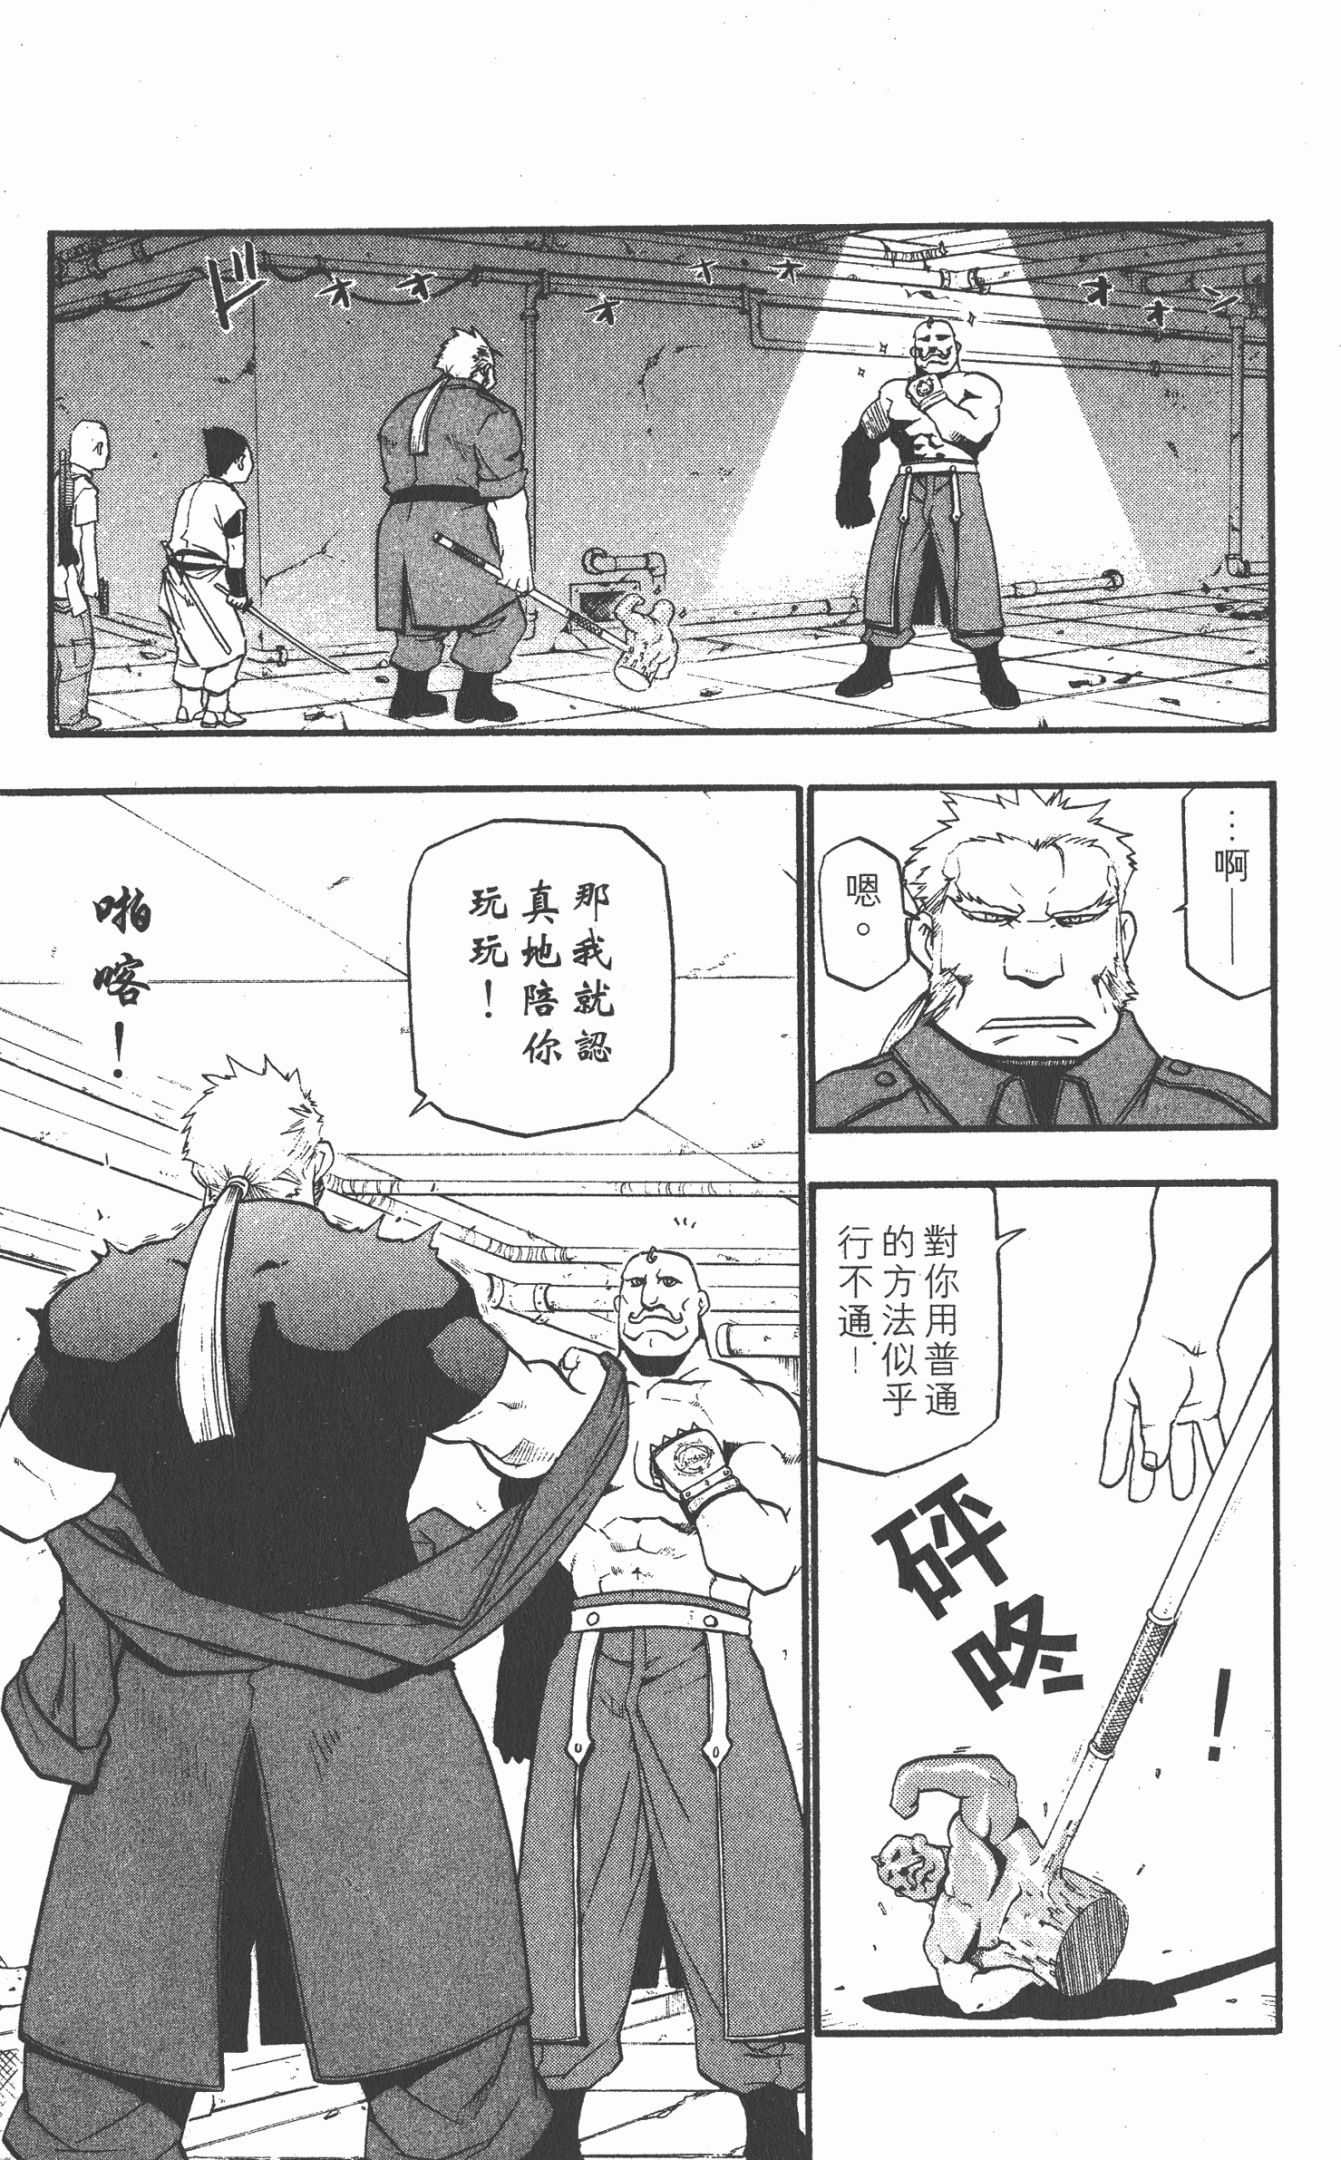 ドォォォォォォォン
…啊——
嗯。
對你用普通
的方法似乎
行不通！
砰咚！
那我就認
真地陪你
玩玩！
啪喀！